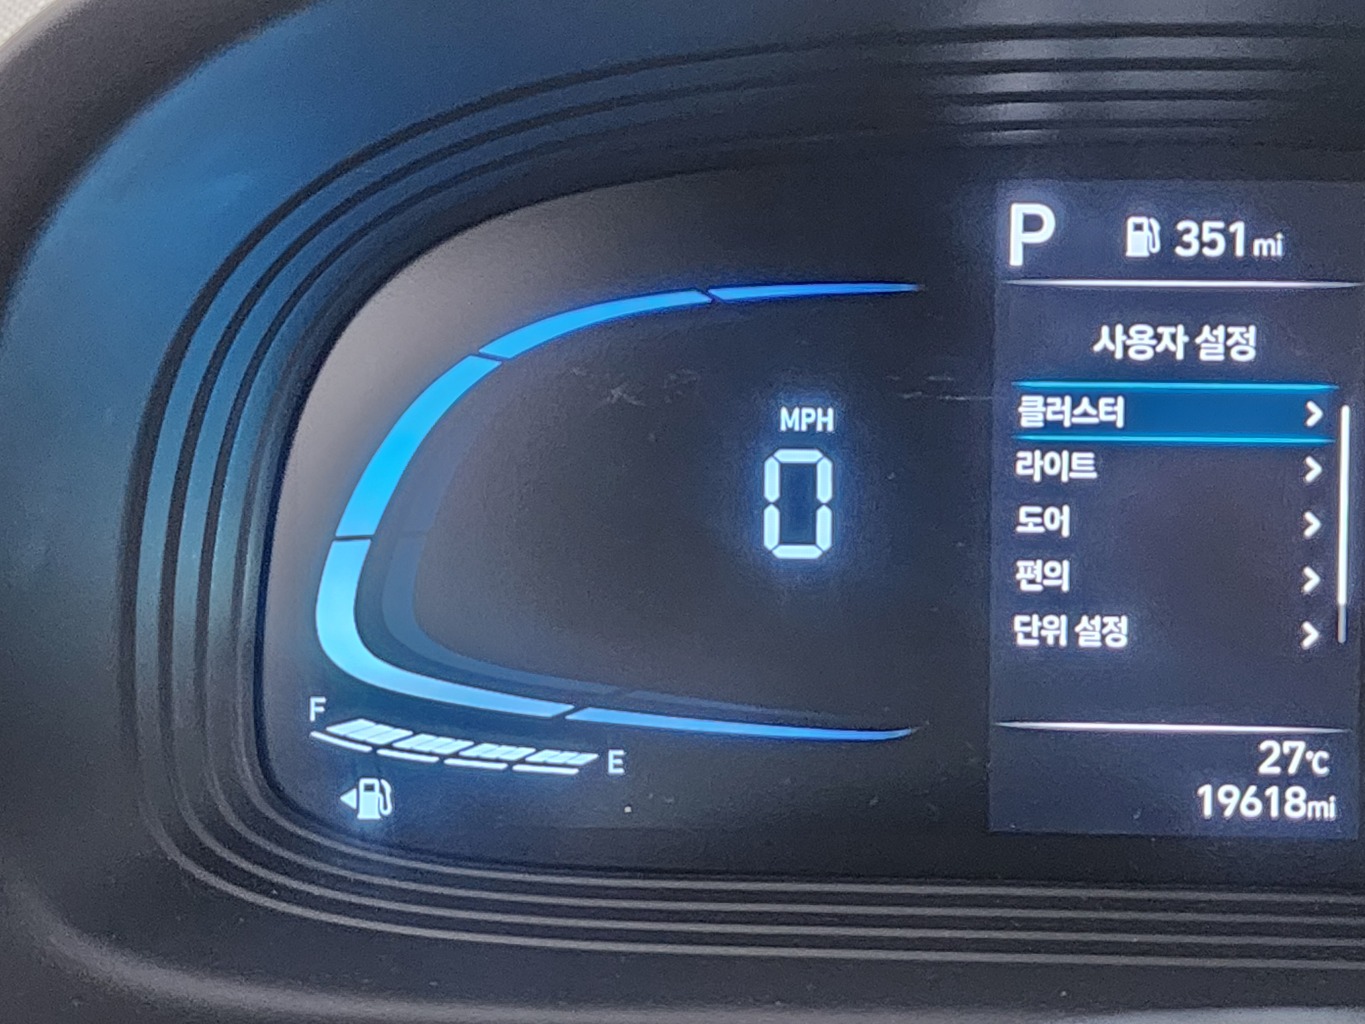 P 351mi
사용자 설정
클러스터
라이트
도어
편의
단위 설정
27℃
19618mi
MPH
0
F
E